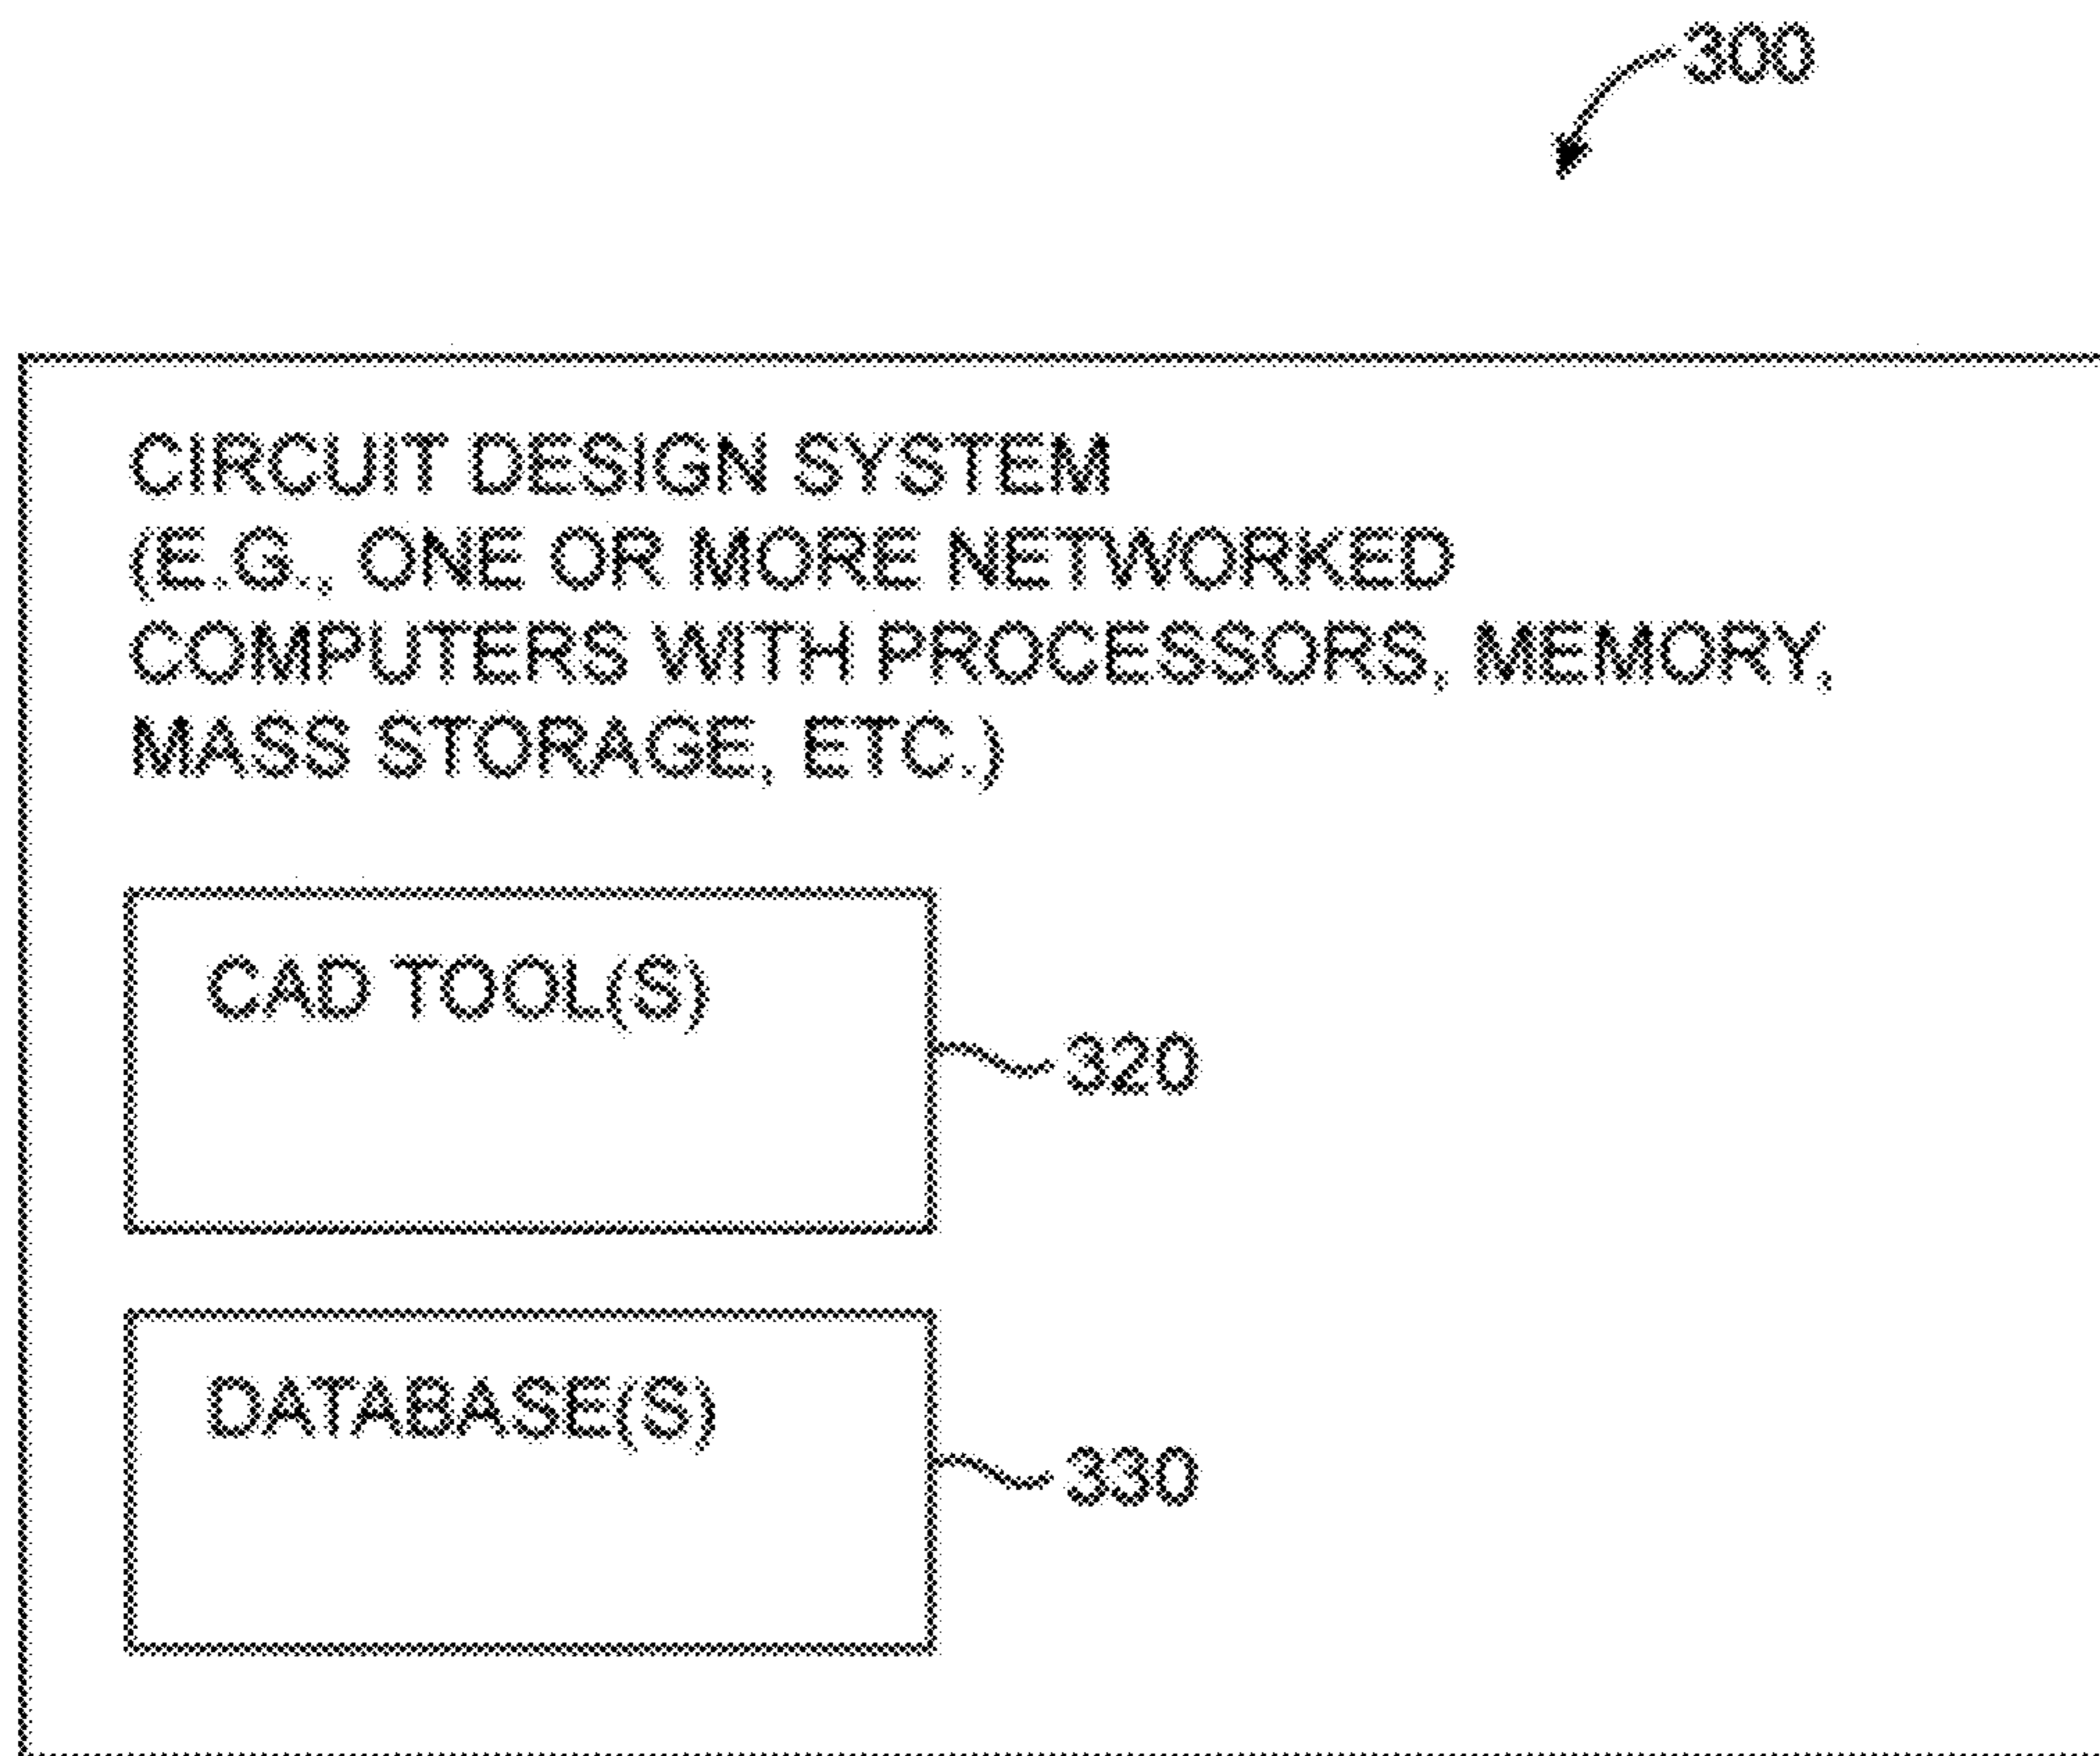 300
CIRCUIT DESIGN SYSTEM
(E.G., ONE OR MORE NETWORKED
COMPUTERS WITH PROCESSORS, MEMORY,
MASS STORAGE, ETC.)
CAD TOOL(S)
320
DATABASE(S)
330